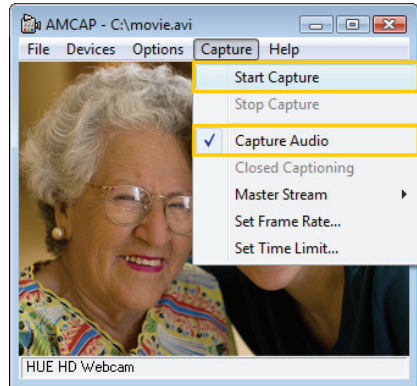 AMCAP - C:\movie.avi
File Devices Options Capture Help
Start Capture
Stop Capture
Capture Audio
Closed Captioning
Master Stream
Set Frame Rate...
Set Time Limit...
HUE HD Webcam